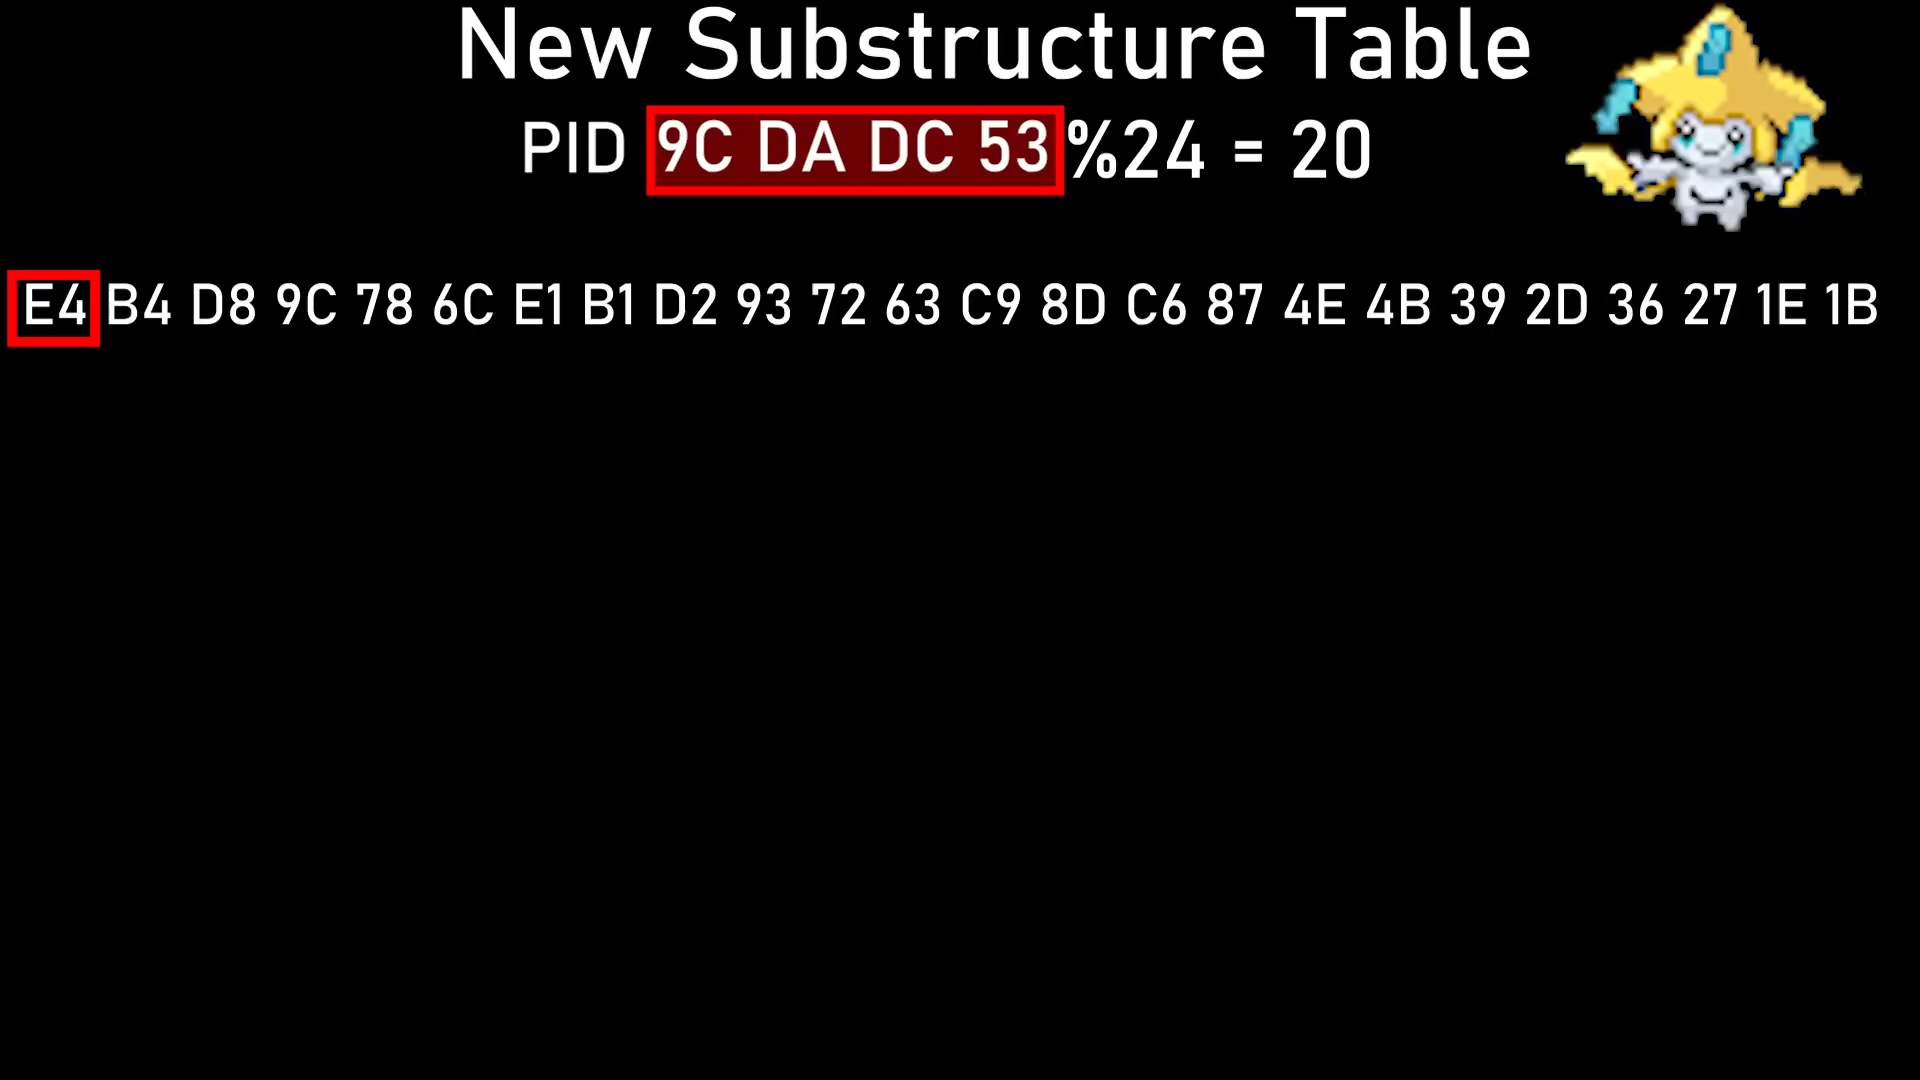 New Substructure Table
PID 9C DA DC 53 %24 = 20
E4 B4 D8 9C 78 6C E1 B1 D2 93 72 63 C9 8D C6 87 4E 4B 39 2D 36 27 1E 1B